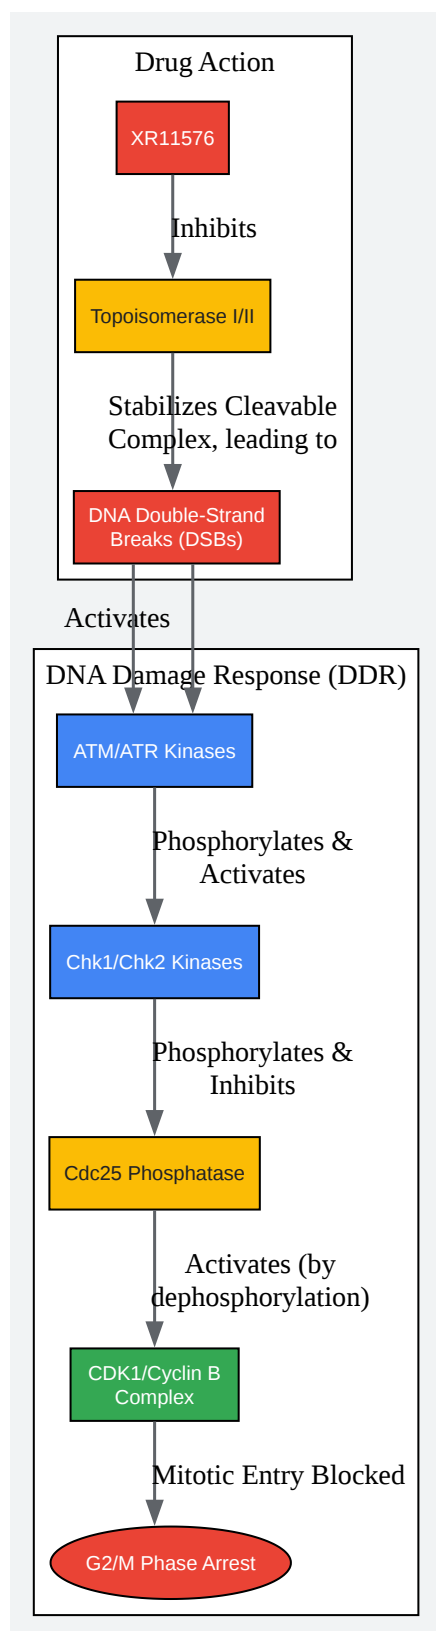 Drug Action
XR11576
Inhibits
Topoisomerase I/II
Stabilizes Cleavable
Complex, leading to
DNA Double-Strand
Breaks (DSBs)
Activates
DNA Damage Response (DDR)
ATM/ATR Kinases
Phosphorylates &
Activates
Chk1/Chk2 Kinases
Phosphorylates &
Inhibits
Cdc25 Phosphatase
Activates (by
dephosphorylation)
CDK1/Cyclin B
Complex
Mitotic Entry Blocked
G2/M Phase Arrest